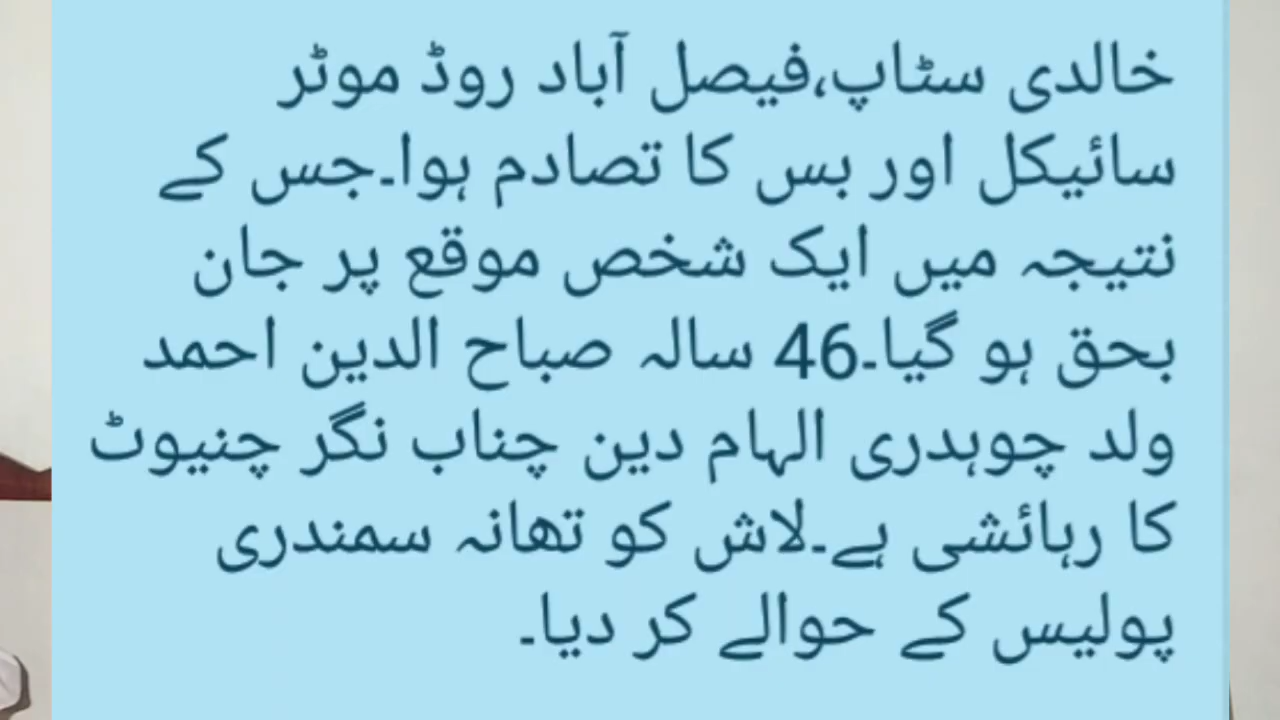 خالدی سٹاپ،فیصل آباد روڈ موٹر
سائیکل اور بس کا تصادم ہوا۔جس کے
نتیجہ میں ایک شخص موقع پر جان
بحق ہو گیا۔46 سالہ صباح الدین احمد
ولد چوہدری الہام دین چناب نگر چنیوٹ
کا رہائشی ہے۔لاش کو تھانہ سمندری
پولیس کے حوالے کر دیا۔